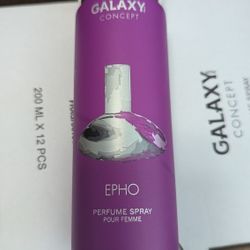 GALAXY
CONCEPT
EPHO
PERFUME SPRAY
POUR FEMME
200 ML X 12 PCS
GALAXY
CONCEPT